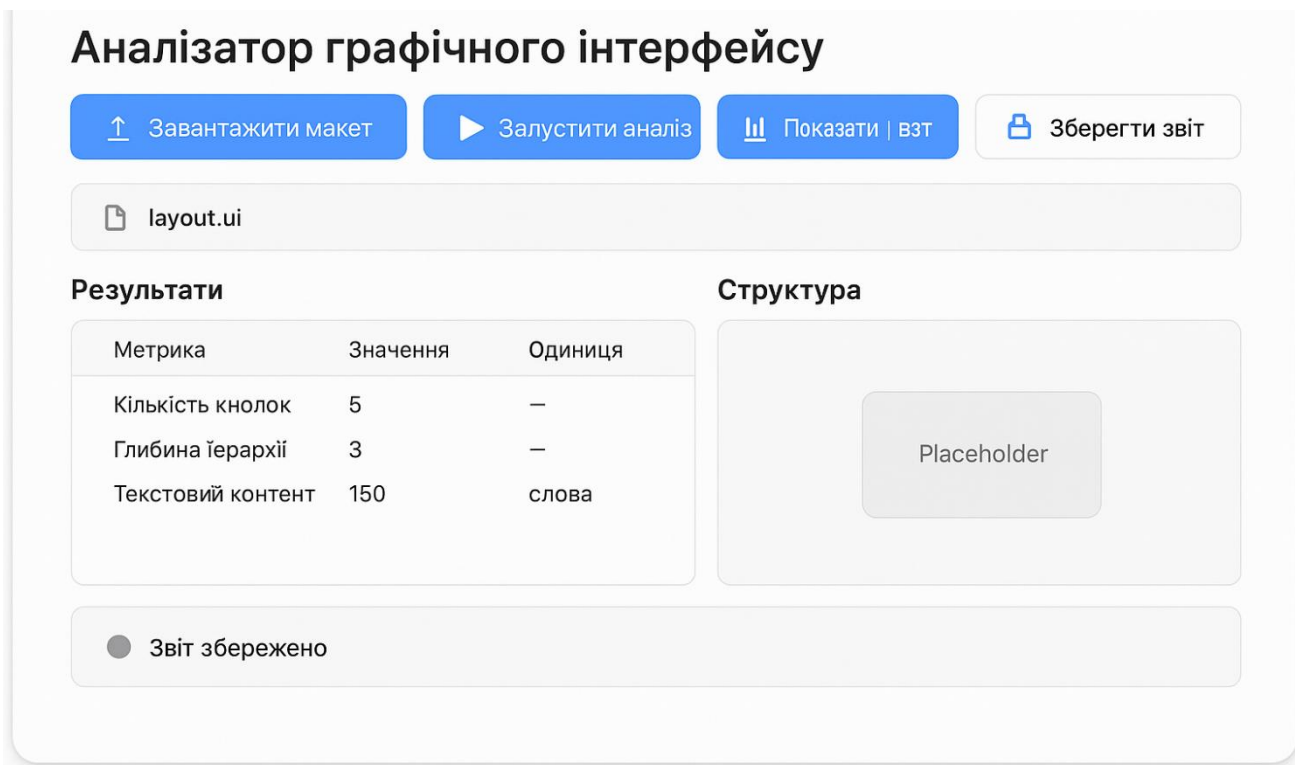 Аналізатор графічного інтерфейсу
Завантажити макет
Залустити аналіз
Показати | взт
Зберегти звіт
layout.ui
Результати
Структура
Метрика Значення Одиниця
Кількість кнолок 5 —
Глибина їерархії 3 —
Текстовий контент 150 слова
Placeholder
Звіт збережено